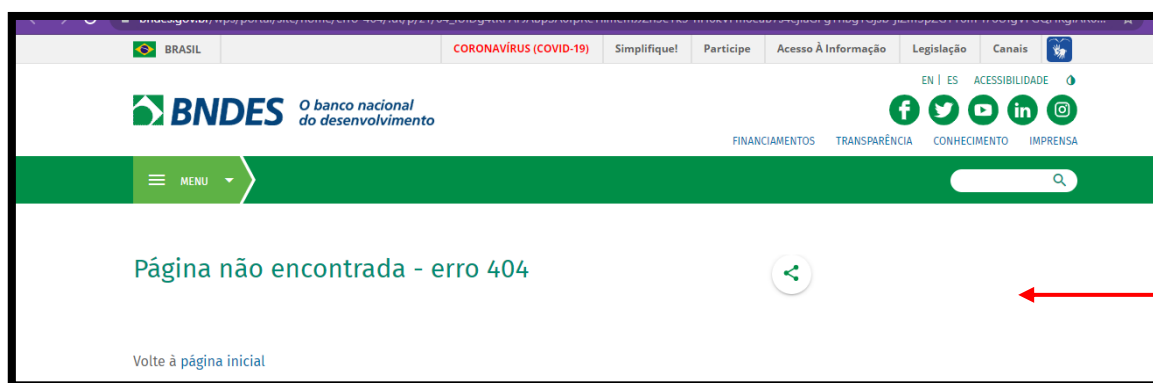 BRASIL CORONAVÍRUS (COVID-19) Simplifique! Participe Acesso À Informação Legislação Canais
EN | ES ACESSIBILIDADE
BNDES O banco nacional
do desenvolvimento
FINANCIAMENTOS TRANSPARÊNCIA CONHECIMENTO IMPRENSA
MENU
Página não encontrada - erro 404
Volte à página inicial